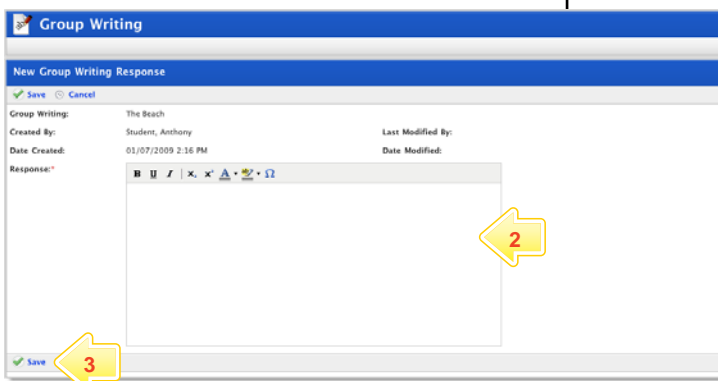 Group Writing
New Group Writing Response
Save Cancel
Group Writing: The Beach
Created By: Student, Anthony Last Modified By:
Date Created: 01/07/2009 2:16 PM Date Modified:
Response:* B U I X, x' A ab Ω
2
Save 3